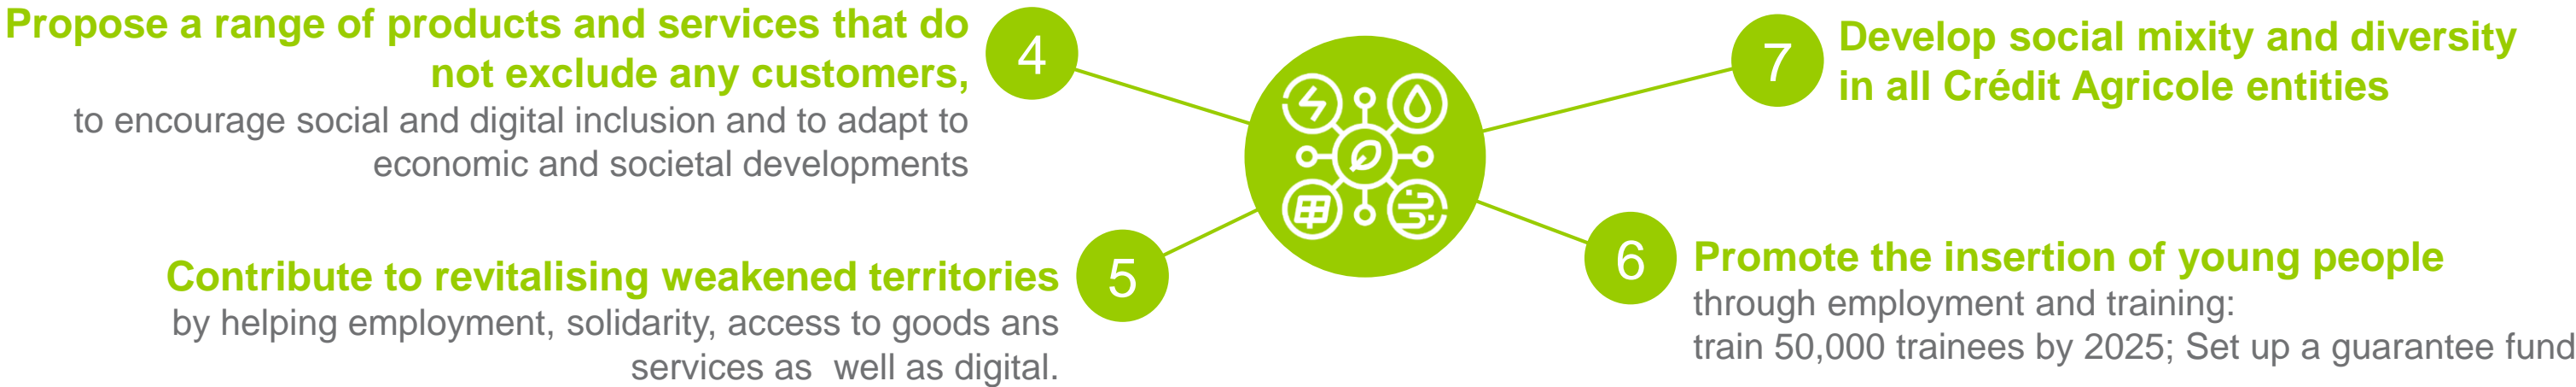 Propose a range of products and services that do
not exclude any customers,
to encourage social and digital inclusion and to adapt to
economic and societal developments
4
Contribute to revitalising weakened territories
by helping employment, solidarity, access to goods ans
services as  well as digital.
5
7
Develop social mixity and diversity
in all Crédit Agricole entities
6
Promote the insertion of young people
through employment and training:
train 50,000 trainees by 2025; Set up a guarantee fund